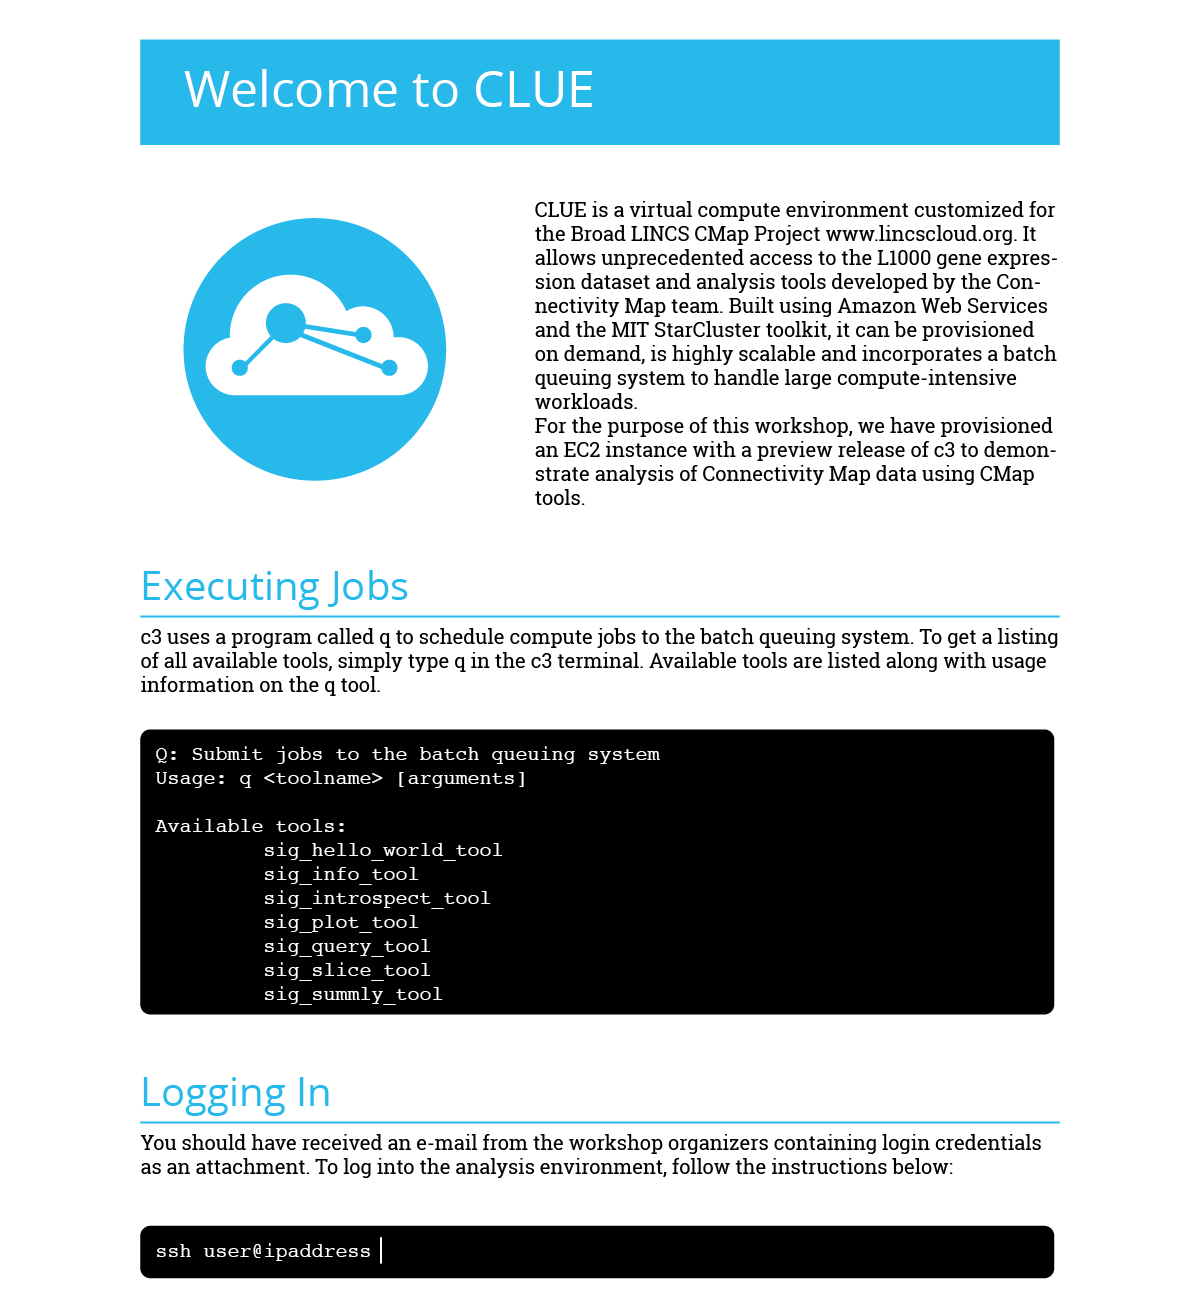 Welcome to CLUE
CLUE is a virtual compute environment customized for
the Broad LINCS CMap Project www.lincscloud.org. It
allows unprecedented access to the L1000 gene expres-
sion dataset and analysis tools developed by the Con-
nectivity Map team. Built using Amazon Web Services
and the MIT StarCluster toolkit, it can be provisioned
on demand, is highly scalable and incorporates a batch
queuing system to handle large compute-intensive
workloads.
For the purpose of this workshop, we have provisioned
an EC2 instance with a preview release of c3 to demon-
strate analysis of Connectivity Map data using CMap
tools.
Executing Jobs
c3 uses a program called q to schedule compute jobs to the batch queuing system. To get a listing
of all available tools, simply type q in the c3 terminal. Available tools are listed along with usage
information on the q tool.
Q: Submit jobs to the batch queuing system
Usage: q <toolname> [arguments]
Available tools:
sig_hello_world_tool
sig_info_tool
sig_introspect_tool
sig_plot_tool
sig_query_tool
sig_slice_tool
sig_summly_tool
Logging In
You should have received an e-mail from the workshop organizers containing login credentials
as an attachment. To log into the analysis environment, follow the instructions below:
ssh user@ipaddress